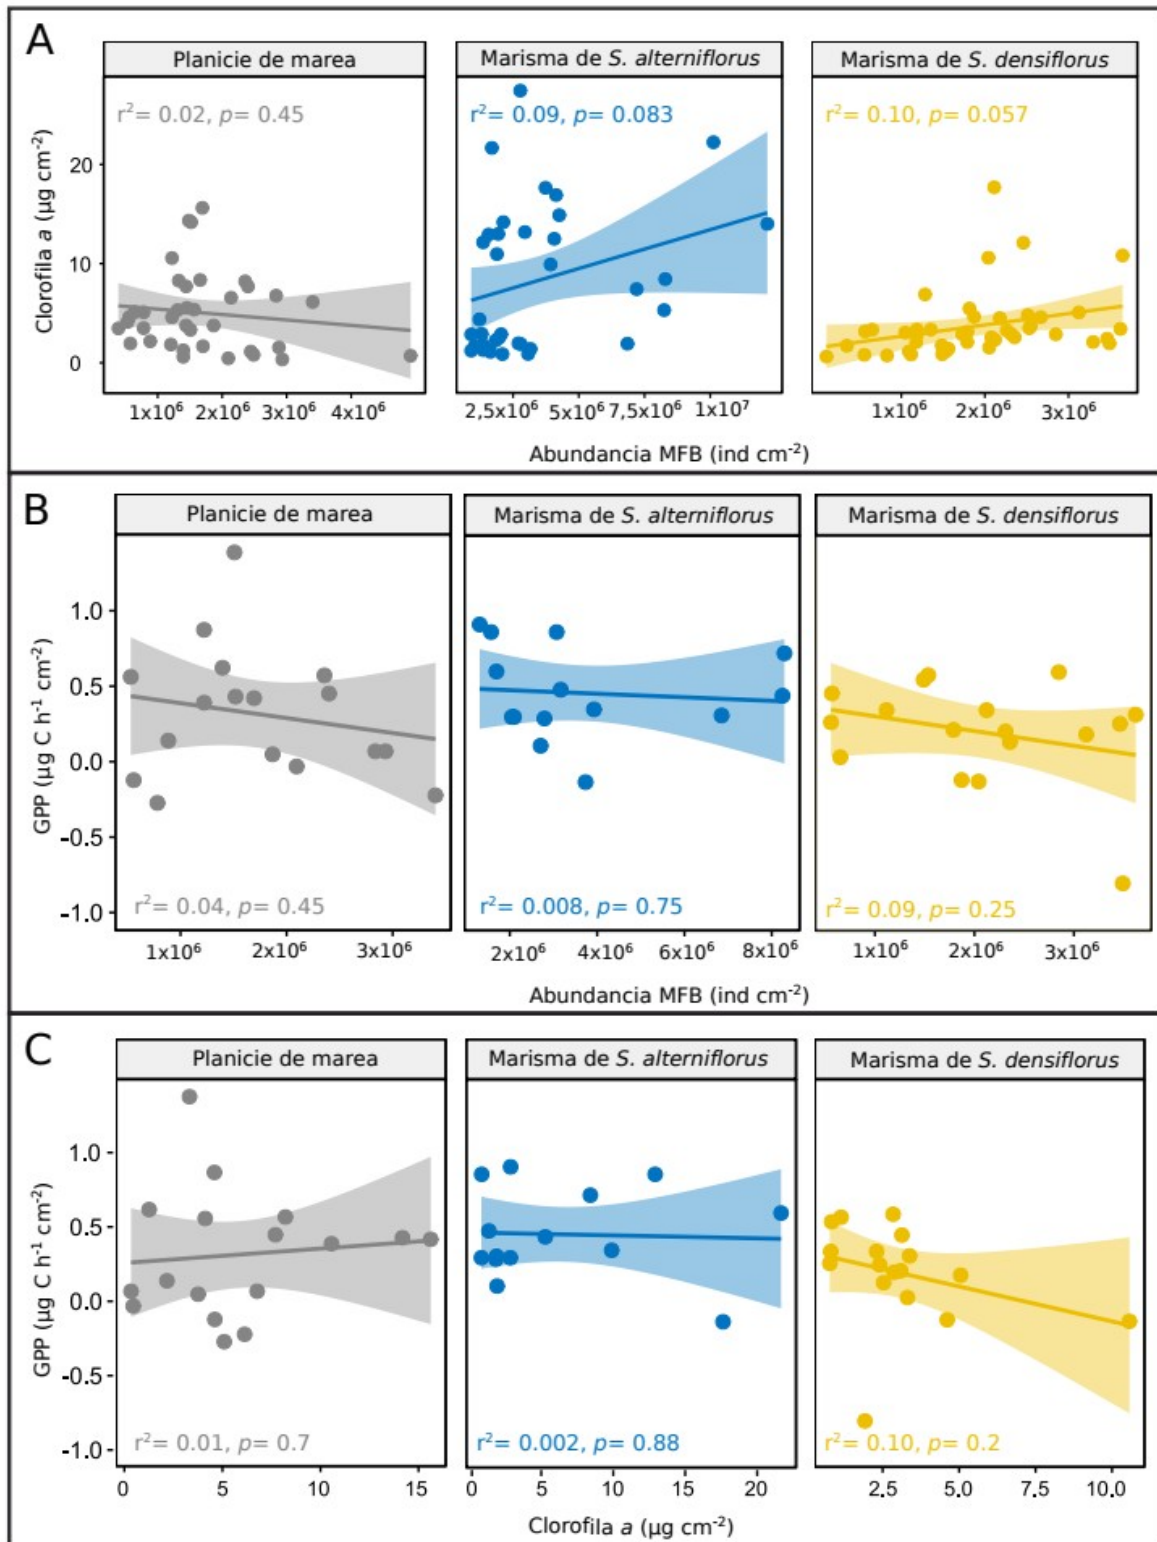 A
Planicie de marea
Marisma de S. alterniflorus
Marisma de S. densiflorus
r²= 0.02, p= 0.45
r²= 0.09, p= 0.083
r²= 0.10, p= 0.057
Clorofila a (µg cm⁻²)
20
10
0
1x10⁶ 2x10⁶ 3x10⁶ 4x10⁶
2,5x10⁶ 5x10⁶ 7,5x10⁶ 1x10⁷
1x10⁶ 2x10⁶ 3x10⁶
Abundancia MFB (ind cm⁻²)
B
Planicie de marea
Marisma de S. alterniflorus
Marisma de S. densiflorus
GPP (µg C h⁻¹ cm⁻²)
1.0
0.5
0.0
-0.5
-1.0
r²= 0.04, p= 0.45
r²= 0.008, p= 0.75
r²= 0.09, p= 0.25
1x10⁶ 2x10⁶ 3x10⁶
2x10⁶ 4x10⁶ 6x10⁶ 8x10⁶
1x10⁶ 2x10⁶ 3x10⁶
Abundancia MFB (ind cm⁻²)
C
Planicie de marea
Marisma de S. alterniflorus
Marisma de S. densiflorus
GPP (µg C h⁻¹ cm⁻²)
1.0
0.5
0.0
-0.5
-1.0
r²= 0.01, p= 0.7
r²= 0.002, p= 0.88
r²= 0.10, p= 0.2
0 5 10 15
0 5 10 15 20
2.5 5.0 7.5 10.0
Clorofila a (µg cm⁻²)